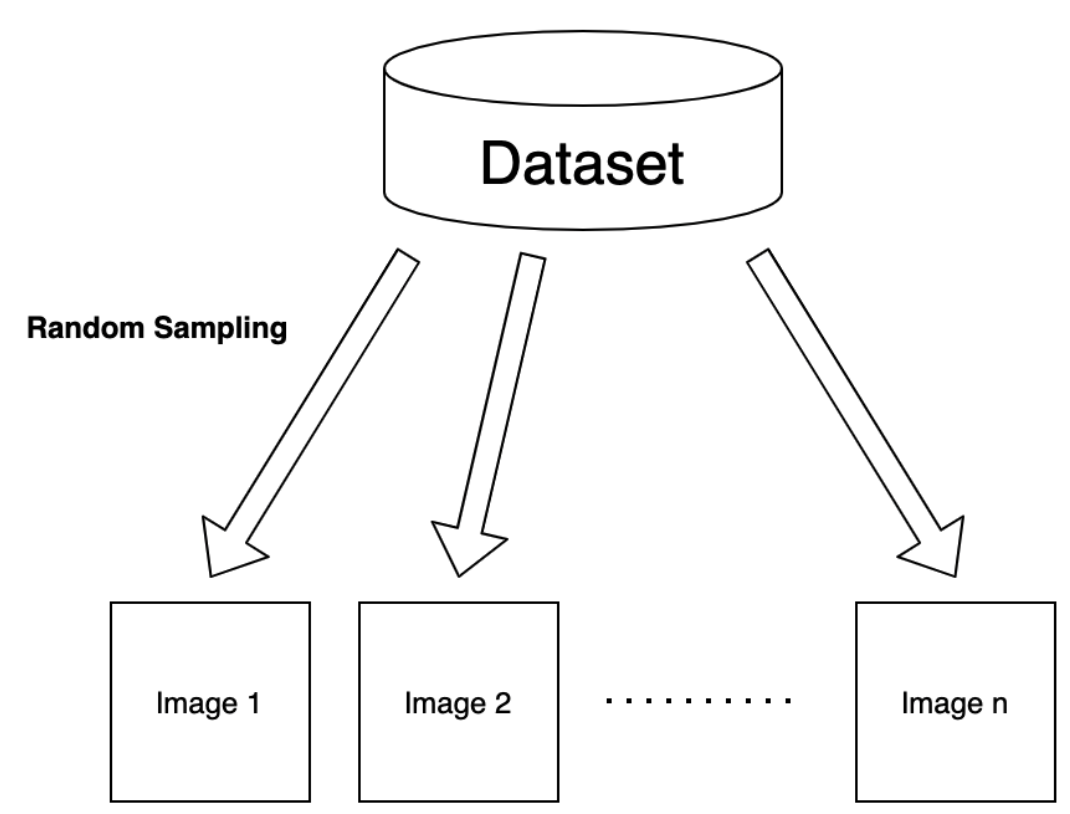 Dataset
Random Sampling
Image 1
Image 2
..........
Image n